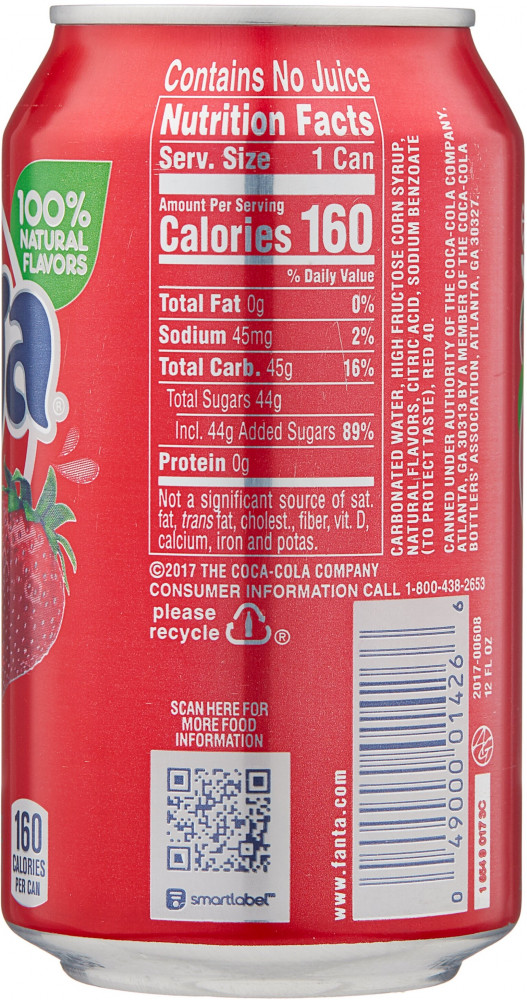 Contains No Juice
Nutrition Facts
Serv. Size 1 Can
Amount Per Serving
Calories 160
% Daily Value
Total Fat 0g 0%
Sodium 45mg 2%
Total Carb. 45g 16%
Total Sugars 44g
Incl. 44g Added Sugars 89%
Protein 0g
Not a significant source of sat.
fat, trans fat, cholest., fiber, vit. D,
calcium, iron and potas.
©2017 THE COCA-COLA COMPANY
CONSUMER INFORMATION CALL 1-800-438-2653
please
recycle ®
SCAN HERE FOR
MORE FOOD
INFORMATION
smartlabel
100%
NATURAL
FLAVORS
a®
160
CALORIES
PER CAN
CARBONATED WATER, HIGH FRUCTOSE CORN SYRUP,
NATURAL FLAVORS, CITRIC ACID, SODIUM BENZOATE
(TO PROTECT TASTE), RED 40.
CANNED UNDER AUTHORITY OF THE COCA-COLA COMPANY,
ATLANTA, GA 30313 BY A MEMBER OF THE COCA-COLA
BOTTLERS' ASSOCIATION, ATLANTA, GA 30327.
www.fanta.com
0 49000 01426 6
2017-00608
12 FL OZ
1 654 9 017 3C